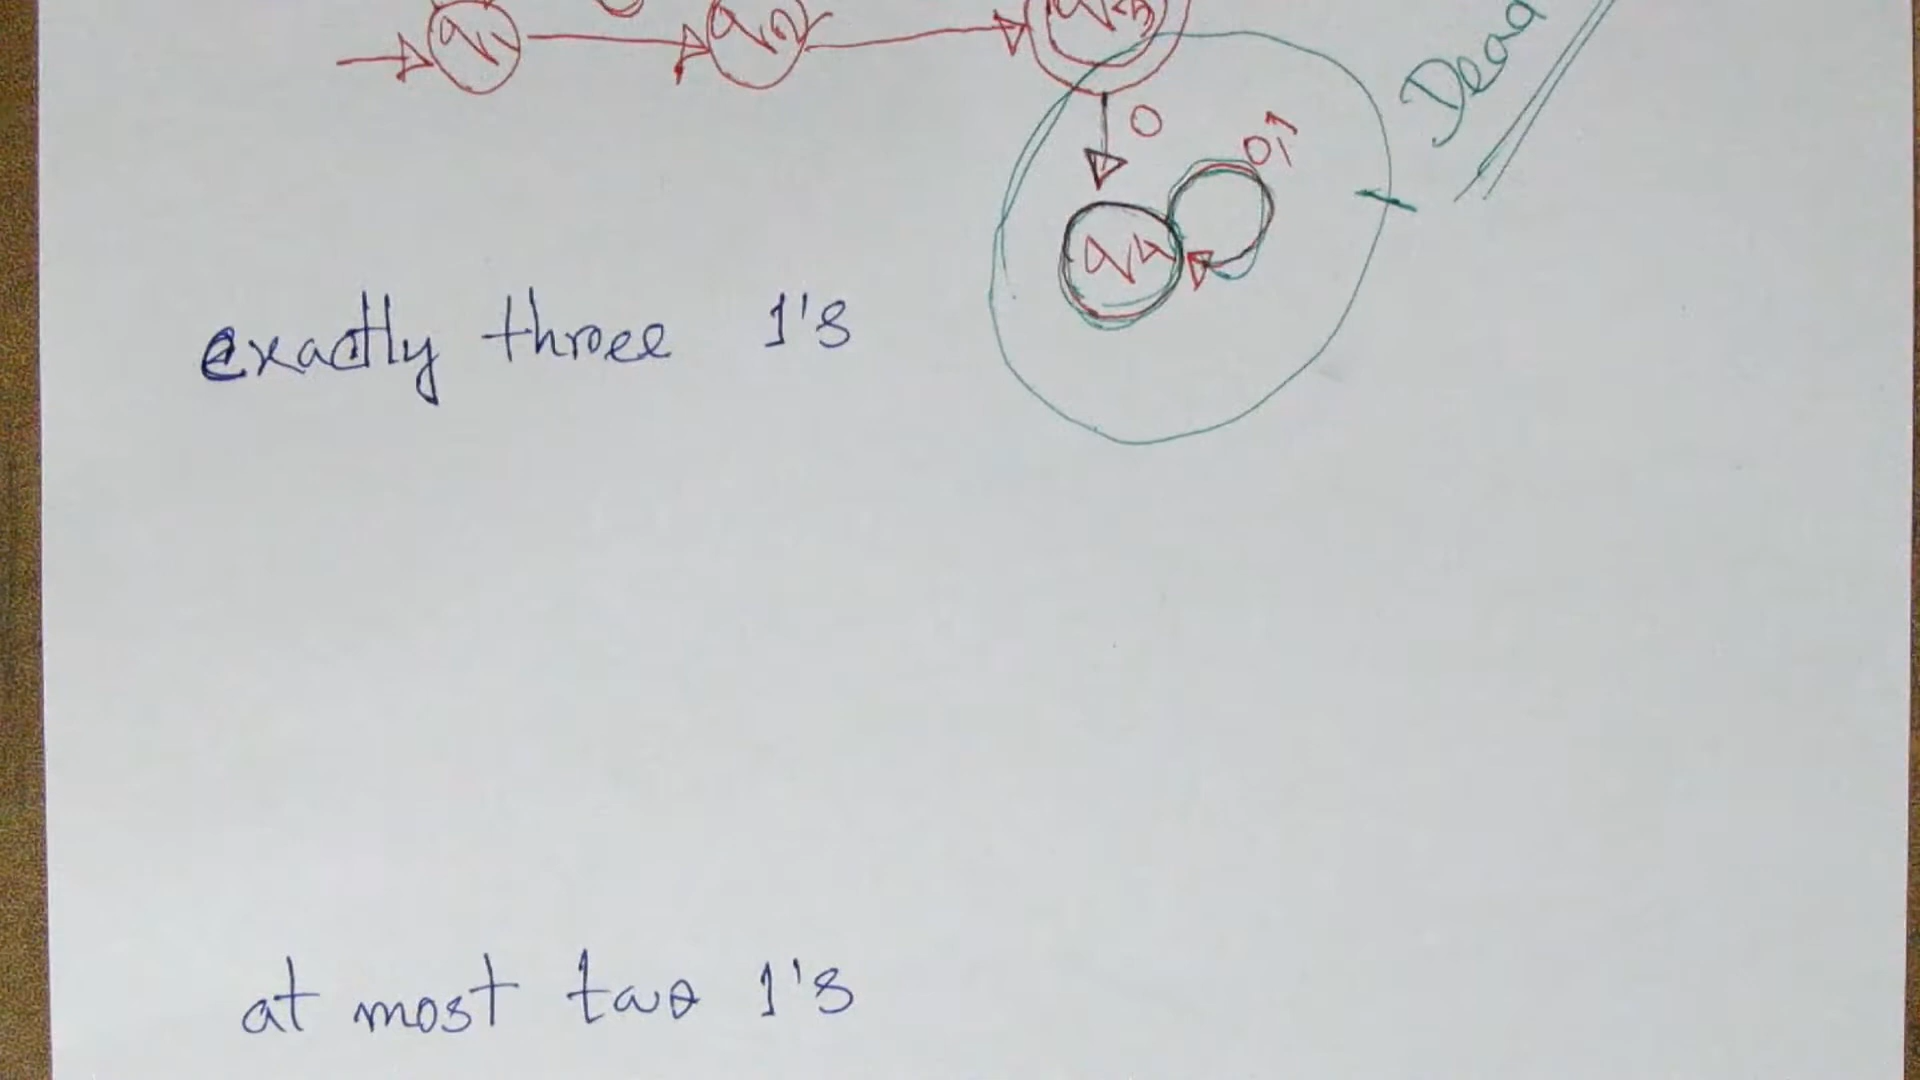 q1 q2 q3
Dead
0
0,1
q4
exactly three 1's
at most two 1's